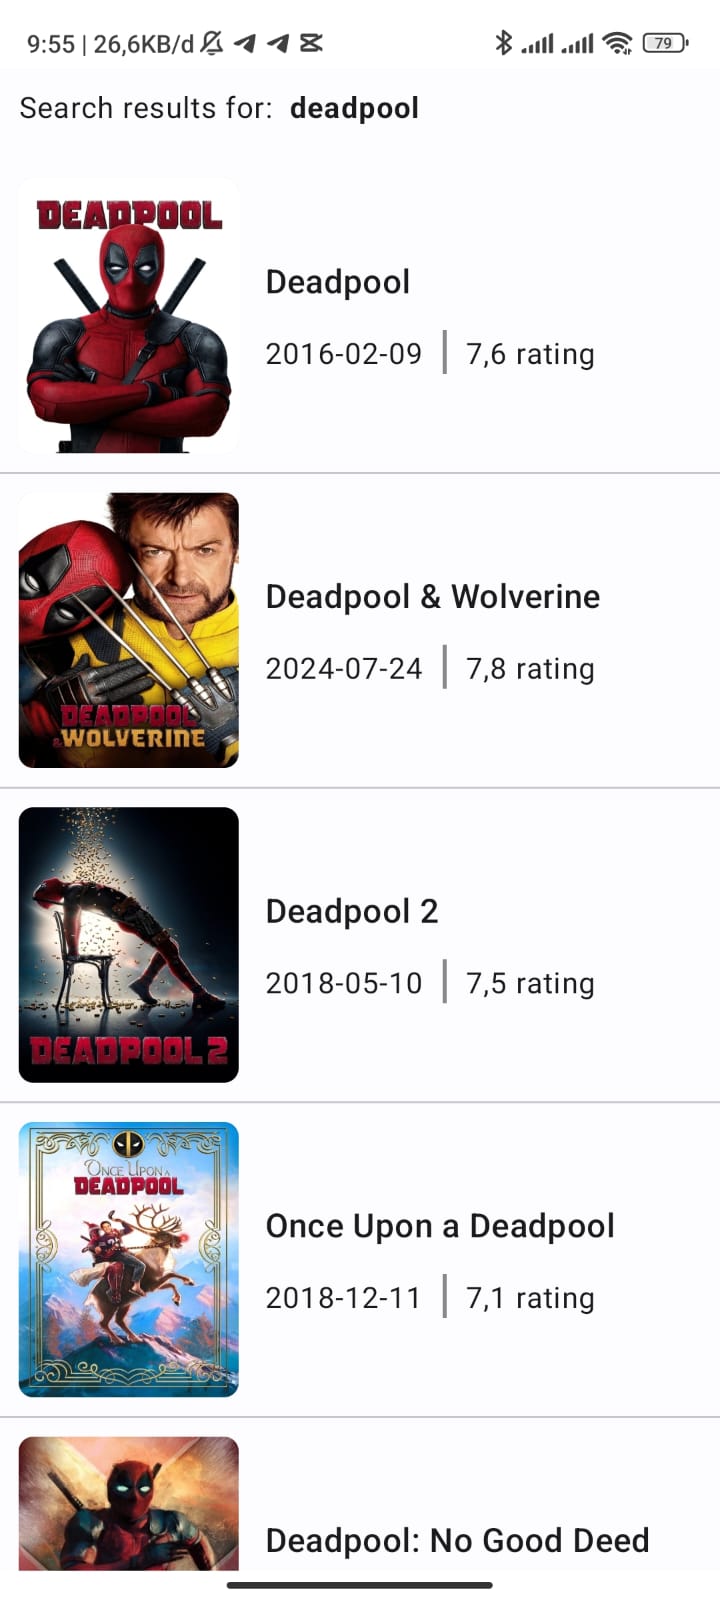 9:55 | 26,6KB/d
79
Search results for: deadpool
DEADPOOL
Deadpool
2016-02-09 | 7,6 rating
Deadpool & Wolverine
2024-07-24 | 7,8 rating
DEADPOOL
& WOLVERINE
Deadpool 2
2018-05-10 | 7,5 rating
DEADPOOL 2
ONCE UPON A
DEADPOOL
Once Upon a Deadpool
2018-12-11 | 7,1 rating
Deadpool: No Good Deed